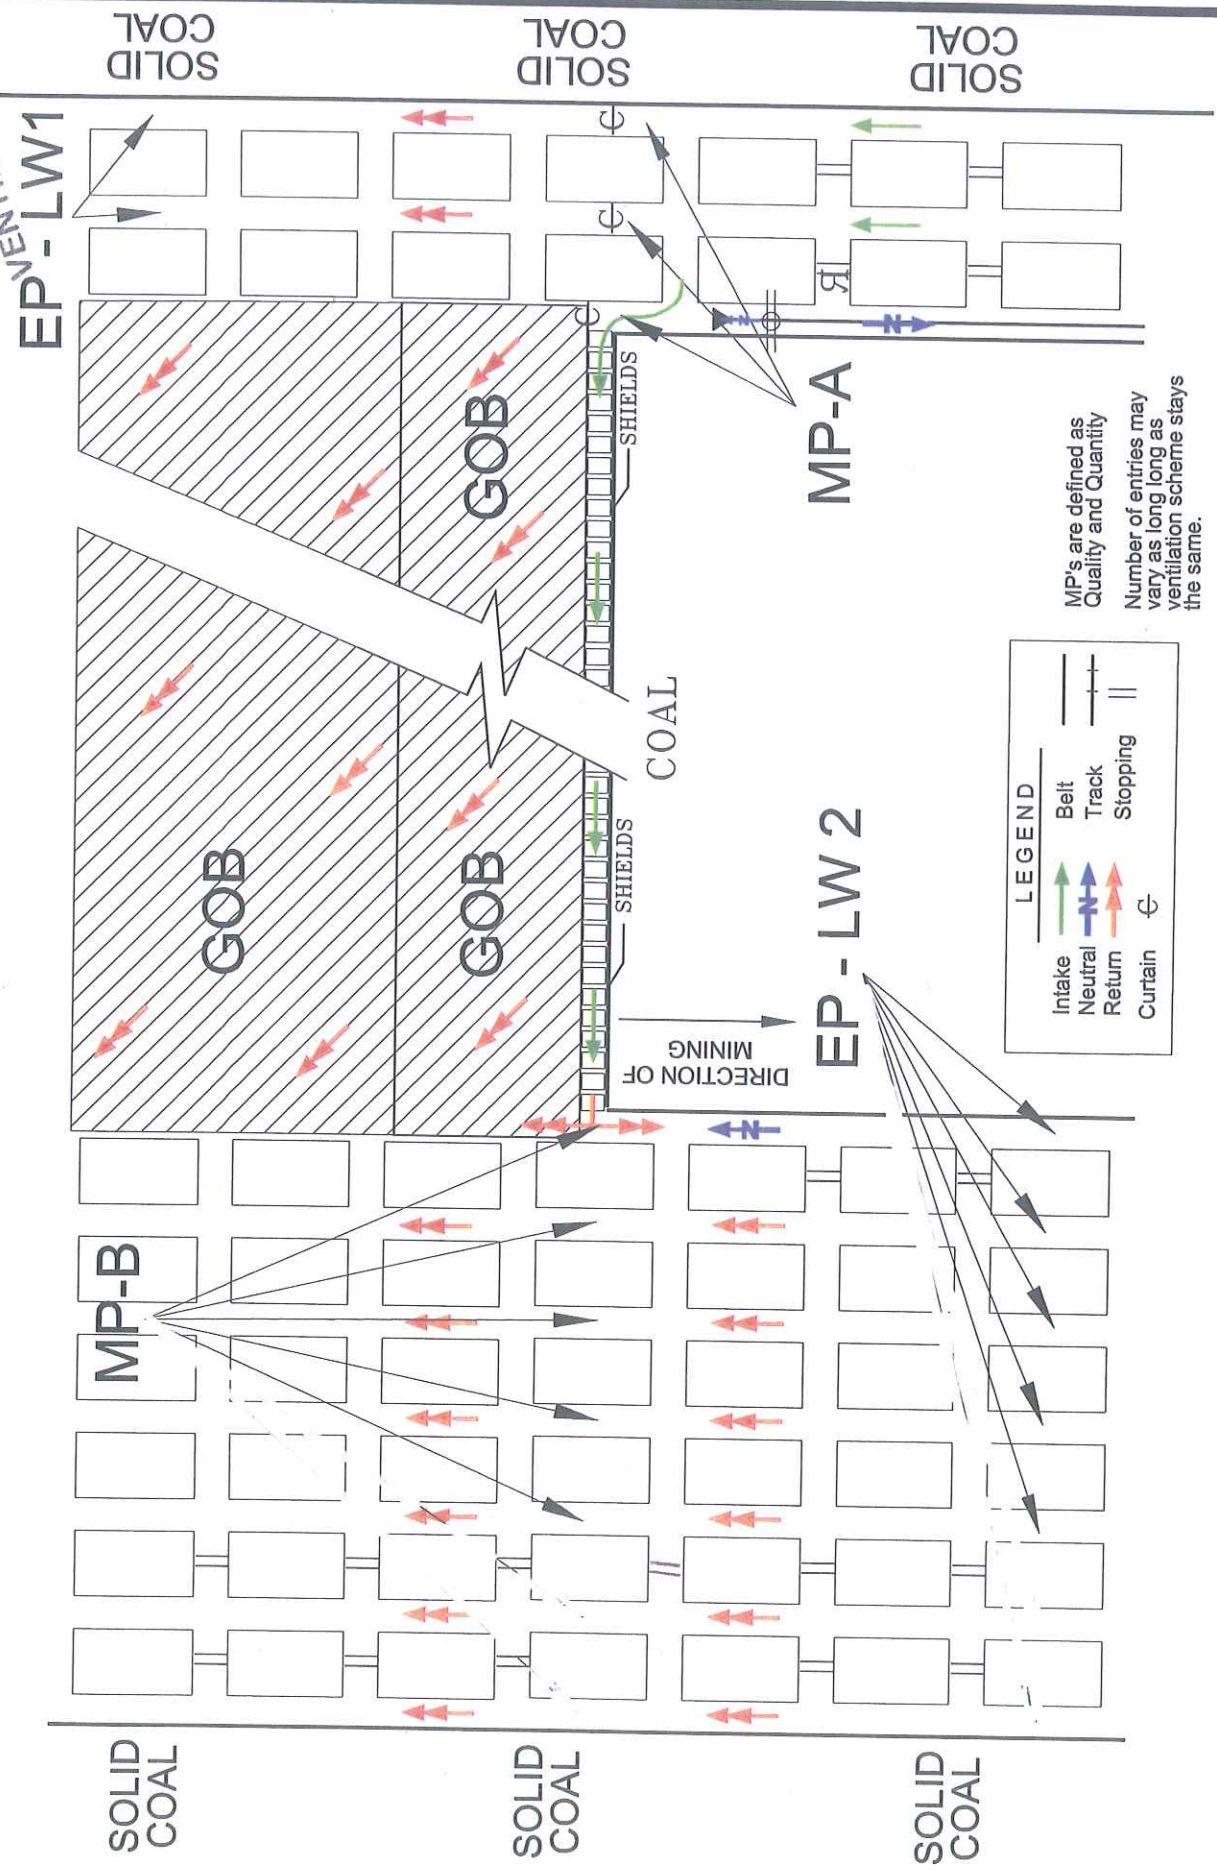 SOLID
COAL
SOLID
COAL
SOLID
COAL
EP - LW1
GOB
GOB
GOB
SHIELDS
SHIELDS
COAL
DIRECTION OF
MINING
MP-A
MP-B
EP - LW 2
N
N
N
C
C
C
R
LEGEND
Intake
Belt
Neutral
N
Track
Return
Stopping
Curtain
C
MP's are defined as
Quality and Quantity
Number of entries may
vary as long long as
ventilation scheme stays
the same.
SOLID
COAL
SOLID
COAL
SOLID
COAL